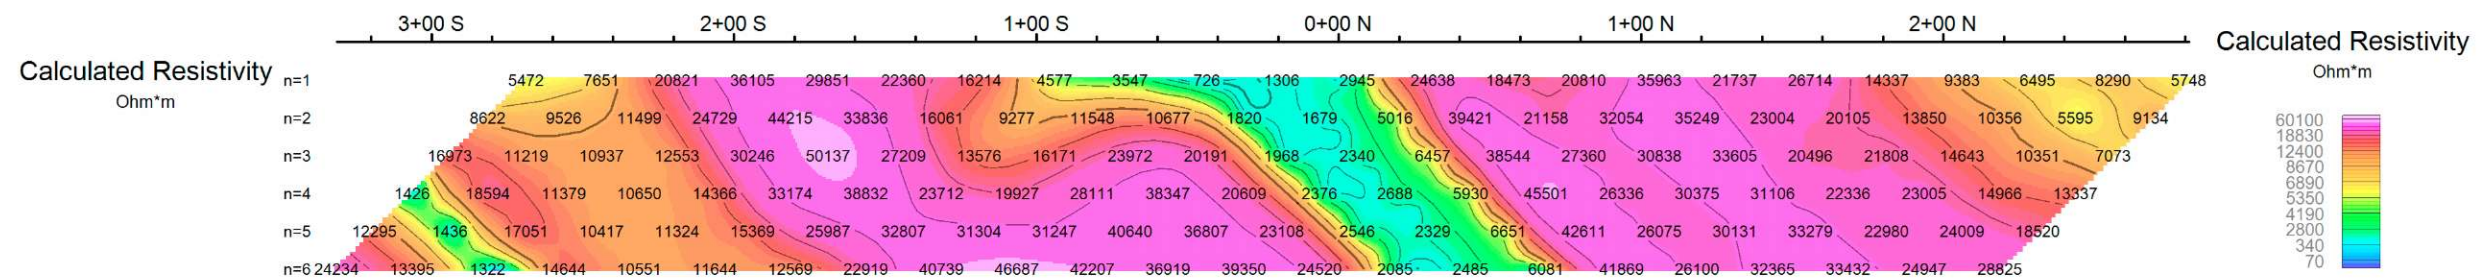 3+00 S 2+00 S 1+00 S 0+00 N 1+00 N 2+00 N
Calculated Resistivity
Ohm*m
n=1 5472 7651 20821 36105 29851 22360 16214 4577 3547 726 1306 2945 24638 18473 20810 35963 21737 26714 14337 9383 6495 8290 5748
n=2 8622 9526 11499 24729 44215 33836 16061 9277 11548 10677 1820 1679 5016 39421 21158 32054 35249 23004 20105 13850 10356 5595 9134
n=3 16973 11219 10937 12553 30246 50137 27209 13576 16171 23972 20191 1968 2340 6457 38544 27360 30838 33605 20496 21808 14643 10351 7073
n=4 1426 18594 11379 10650 14366 33174 38832 23712 19927 28111 38347 20609 2376 2688 5930 45501 26336 30375 31106 22336 23005 14966 13337
n=5 12295 1436 17051 10417 11324 15369 25987 32807 31304 31247 40640 36807 23108 2546 2329 6651 42611 26075 30131 33279 22980 24009 18520
n=6 24234 13395 1322 14644 10551 11644 12569 22919 40739 46687 42207 36919 39350 24520 2085 2485 6081 41869 26100 32365 33432 24947 28825
Calculated Resistivity
Ohm*m
60100
18830
12400
8670
6890
5350
4190
2800
340
70